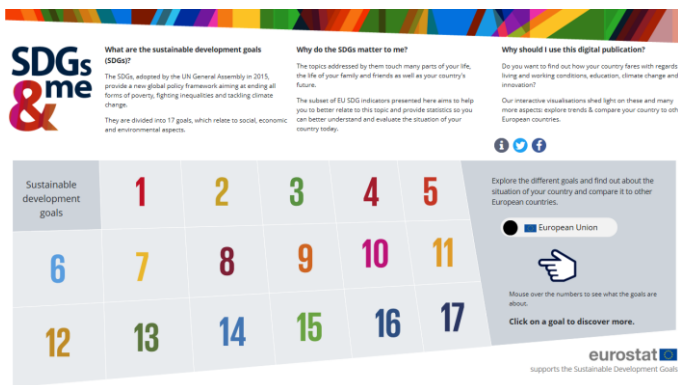 SDGs
&me
What are the sustainable development goals
(SDGs)?
The SDGs, adopted by the UN General Assembly in 2015,
provide a new global policy framework aiming at ending all
forms of poverty, fighting inequalities and tackling climate
change.
They are divided into 17 goals, which relate to social, economic
and environmental aspects.
Why do the SDGs matter to me?
The topics addressed by them touch many parts of your life,
the life of your family and friends as well as your country's
future.
The subset of EU SDG indicators presented here aims to help
you to better relate to this topic and provide statistics so you
can better understand and evaluate the situation of your
country today.
Why should I use this digital publication?
Do you want to find out how your country fares with regards
living and working conditions, education, climate change and
innovation?
Our interactive visualisations shed light on these and many
more aspects: explore trends & compare your country to oth
European countries.
Sustainable
development
goals
1 2 3 4 5
6 7 8 9 10 11
12 13 14 15 16 17
Explore the different goals and find out about the
situation of your country and compare it to other
European countries.
European Union
Mouse over the numbers to see what the goals are
about.
Click on a goal to discover more.
eurostat
supports the Sustainable Development Goals